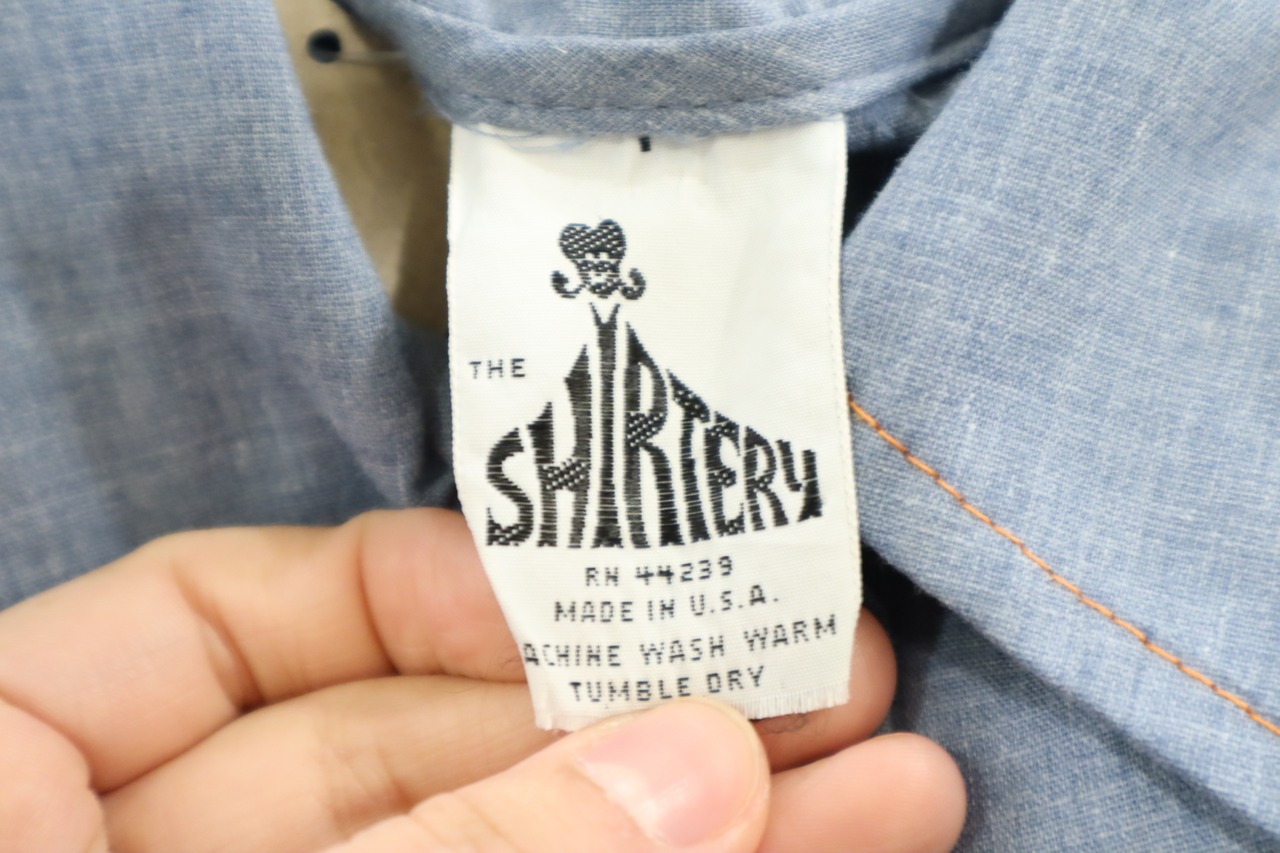 THE
SHIRTERY
RN 44239
MADE IN U.S.A.
ACHINE WASH WARM
TUMBLE DRY